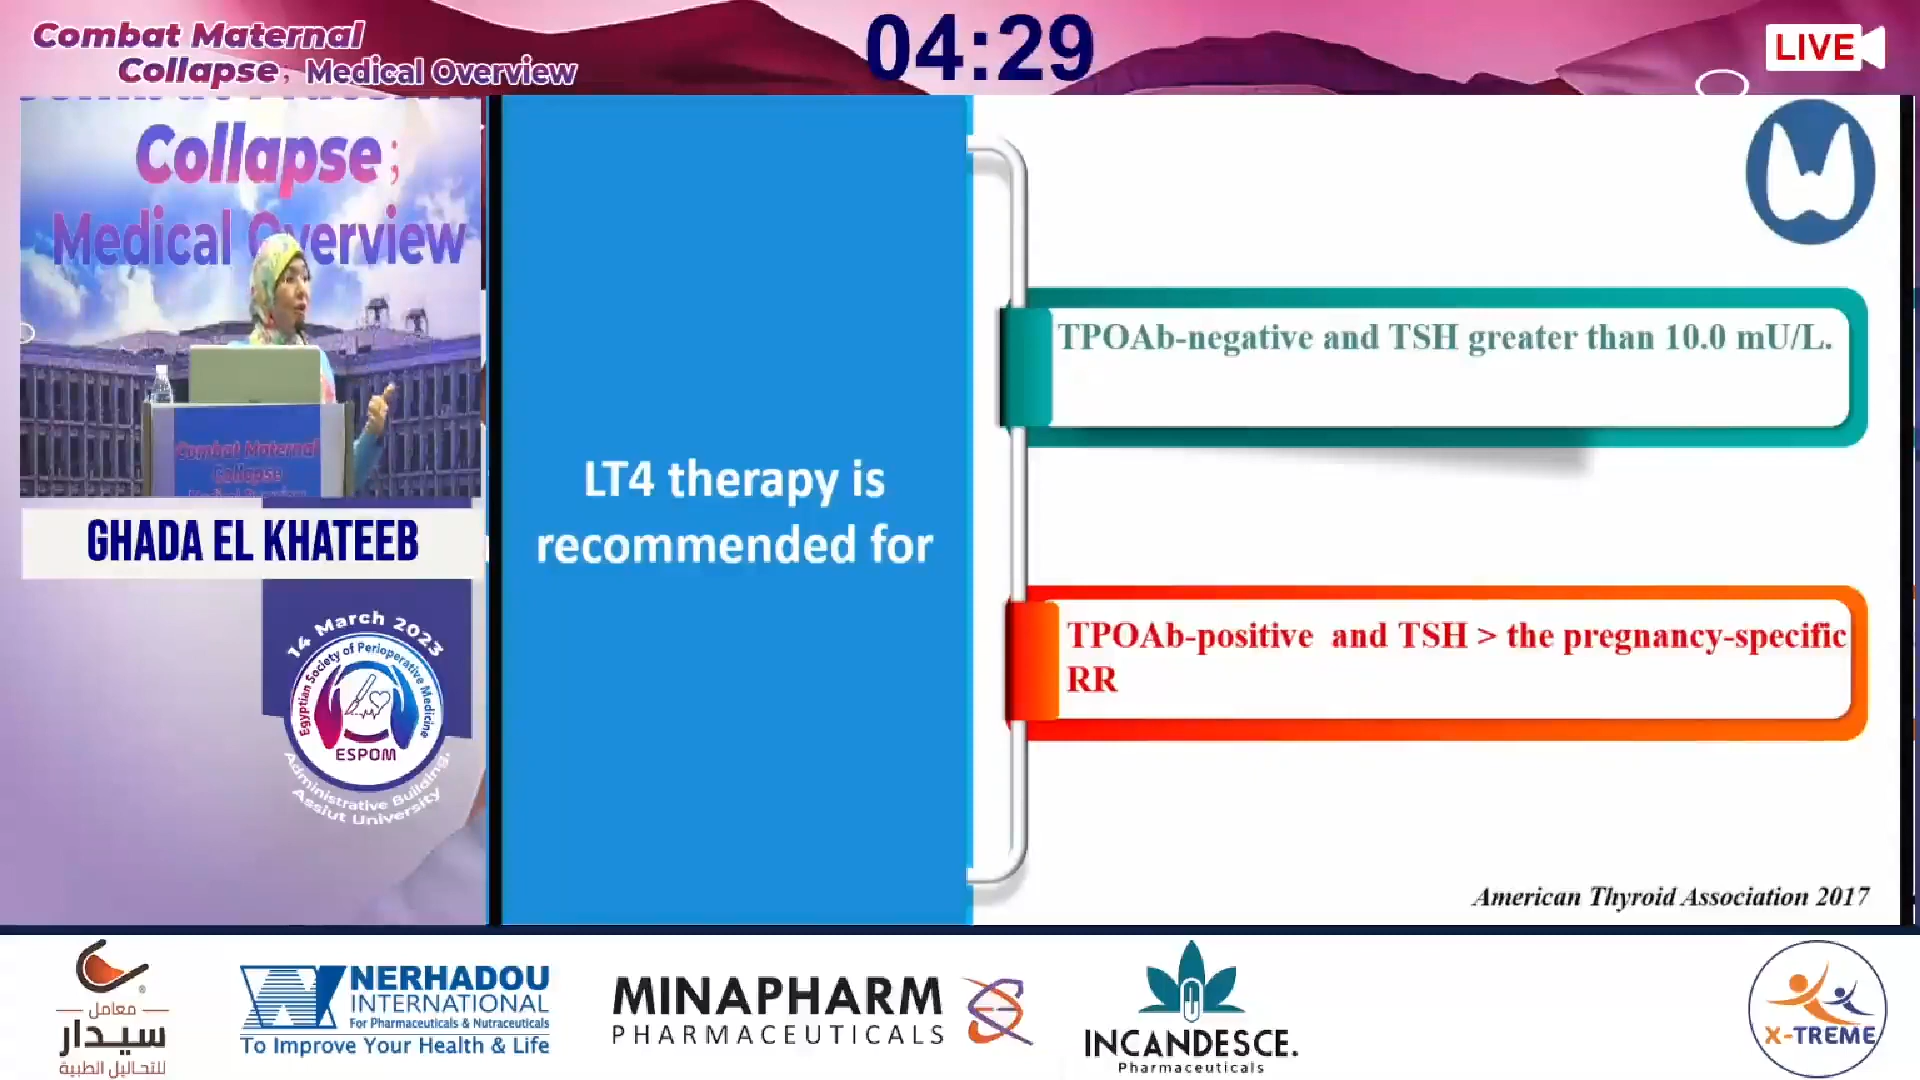 Combat Maternal
Collapse; Medical Overview
04:29
LIVE
Collapse;
Medical Overview
Combat Maternal
Collapse
GHADA EL KHATEEB
14 March 2023
Egyptian Society of Perioperative Medicine
ESPOM
Administrative Building,
Assiut University
LT4 therapy is
recommended for
TPOAb-negative and TSH greater than 10.0 mU/L.
TPOAb-positive and TSH > the pregnancy-specific
RR
American Thyroid Association 2017
معامل
سيدار
للتحاليل الطبية
NERHADOU
INTERNATIONAL
For Pharmaceuticals & Nutraceuticals
To Improve Your Health & Life
MINAPHARM
PHARMACEUTICALS
INCANDESCE.
Pharmaceuticals
X-TREME